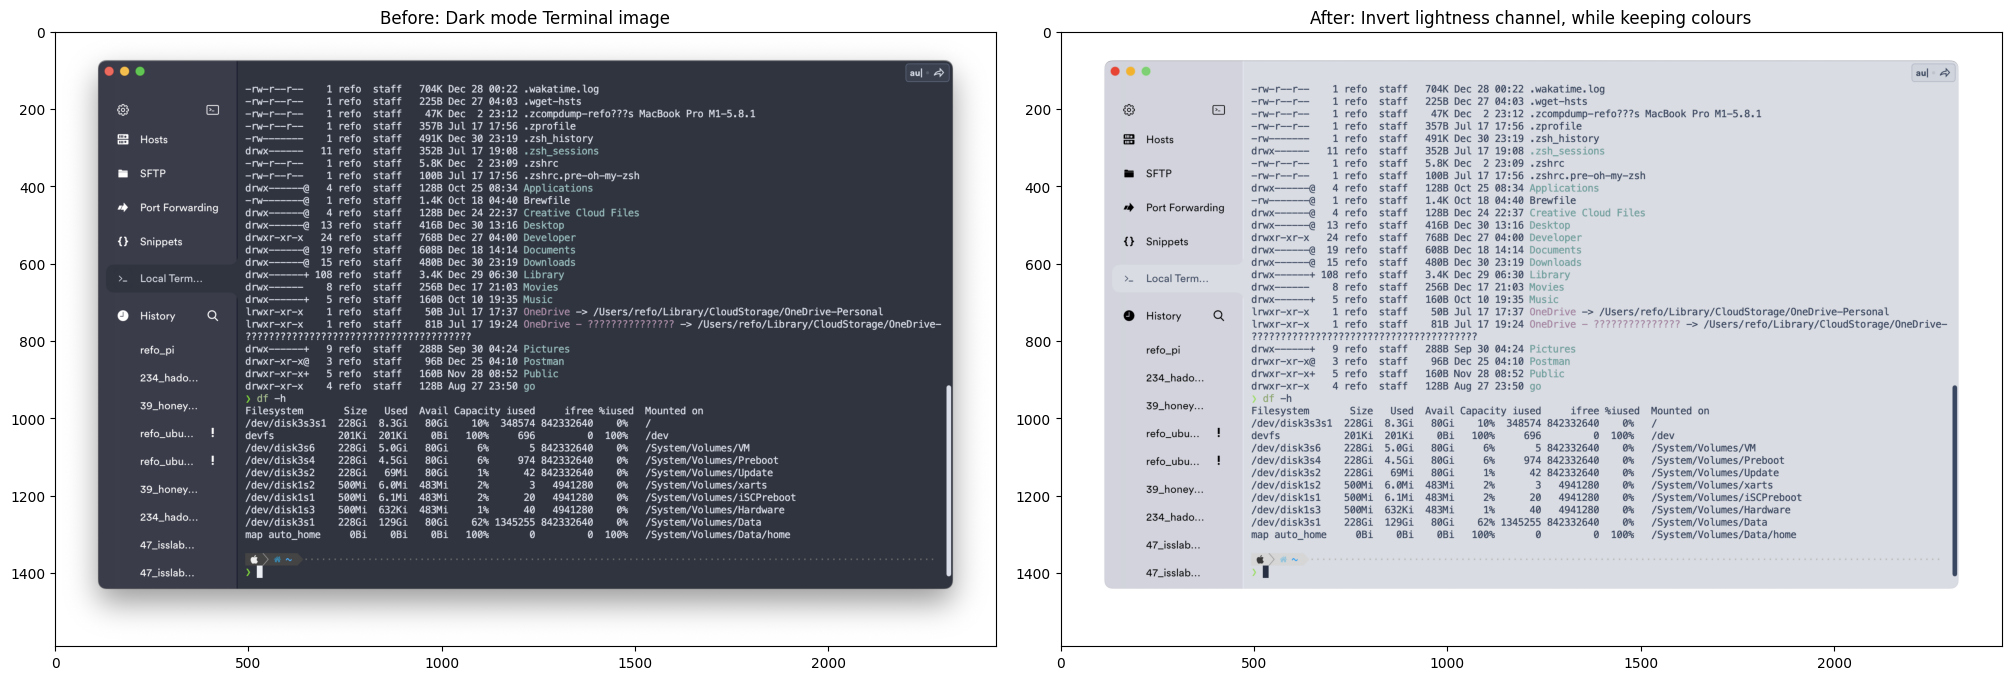 Before: Dark mode Terminal image
0
200
400
600
800
1000
1200
1400
0
500
1000
1500
2000
au|
Hosts
SFTP
Port Forwarding
Snippets
Local Term...
History
refo_pi
234_hado...
39_honey...
refo_ubu... !
refo_ubu... !
39_honey...
234_hado...
47_isslab...
47_isslab...
-rw-r--r--    1 refo  staff   704K Dec 28 00:22 .wakatime.log
-rw-r--r--    1 refo  staff   225B Dec 27 04:03 .wget-hsts
-rw-r--r--    1 refo  staff    47K Dec  2 23:12 .zcompdump-refo???s MacBook Pro M1-5.8.1
-rw-r--r--    1 refo  staff   357B Jul 17 17:56 .zprofile
-rw-------    1 refo  staff   491K Dec 30 23:19 .zsh_history
drwx------   11 refo  staff   352B Jul 17 19:08 .zsh_sessions
-rw-r--r--    1 refo  staff   5.8K Dec  2 23:09 .zshrc
-rw-r--r--    1 refo  staff   100B Jul 17 17:56 .zshrc.pre-oh-my-zsh
drwx------@   4 refo  staff   128B Oct 25 08:34 Applications
-rw-------@   1 refo  staff   1.4K Oct 18 04:40 Brewfile
drwx------@   4 refo  staff   128B Dec 24 22:37 Creative Cloud Files
drwx------@  13 refo  staff   416B Dec 30 13:16 Desktop
drwxr-xr-x   24 refo  staff   768B Dec 27 04:00 Developer
drwx------@  19 refo  staff   608B Dec 18 14:14 Documents
drwx------@  15 refo  staff   480B Dec 30 23:19 Downloads
drwx------+ 108 refo  staff   3.4K Dec 29 06:30 Library
drwx------    8 refo  staff   256B Dec 17 21:03 Movies
drwx------+   5 refo  staff   160B Oct 10 19:35 Music
lrwxr-xr-x    1 refo  staff    50B Jul 17 17:37 OneDrive -> /Users/refo/Library/CloudStorage/OneDrive-Personal
lrwxr-xr-x    1 refo  staff    81B Jul 17 19:24 OneDrive - ??????????????? -> /Users/refo/Library/CloudStorage/OneDrive-
???????????????????????????????????????
drwx------+   9 refo  staff   288B Sep 30 04:24 Pictures
drwxr-xr-x@   3 refo  staff    96B Dec 25 04:10 Postman
drwxr-xr-x+   5 refo  staff   160B Nov 28 08:52 Public
drwxr-xr-x    4 refo  staff   128B Aug 27 23:50 go
❯ df -h
Filesystem       Size   Used  Avail Capacity iused      ifree %iused  Mounted on
/dev/disk3s3s1  228Gi  8.3Gi   80Gi    10%  348574 842332640    0%   /
devfs           201Ki  201Ki    0Bi   100%     696         0  100%   /dev
/dev/disk3s6    228Gi  5.0Gi   80Gi     6%       5 842332640    0%   /System/Volumes/VM
/dev/disk3s4    228Gi  4.5Gi   80Gi     6%     974 842332640    0%   /System/Volumes/Preboot
/dev/disk3s2    228Gi   69Mi   80Gi     1%      42 842332640    0%   /System/Volumes/Update
/dev/disk1s2    500Mi  6.0Mi  483Mi     2%       3   4941280    0%   /System/Volumes/xarts
/dev/disk1s1    500Mi  6.1Mi  483Mi     2%      20   4941280    0%   /System/Volumes/iSCPreboot
/dev/disk1s3    500Mi  632Ki  483Mi     1%      40   4941280    0%   /System/Volumes/Hardware
/dev/disk3s1    228Gi  129Gi   80Gi    62% 1345255 842332640    0%   /System/Volumes/Data
map auto_home     0Bi    0Bi    0Bi   100%       0         0  100%   /System/Volumes/Data/home
~
❯
After: Invert lightness channel, while keeping colours
0
200
400
600
800
1000
1200
1400
0
500
1000
1500
2000
au|
Hosts
SFTP
Port Forwarding
Snippets
Local Term...
History
refo_pi
234_hado...
39_honey...
refo_ubu... !
refo_ubu... !
39_honey...
234_hado...
47_isslab...
47_isslab...
-rw-r--r--    1 refo  staff   704K Dec 28 00:22 .wakatime.log
-rw-r--r--    1 refo  staff   225B Dec 27 04:03 .wget-hsts
-rw-r--r--    1 refo  staff    47K Dec  2 23:12 .zcompdump-refo???s MacBook Pro M1-5.8.1
-rw-r--r--    1 refo  staff   357B Jul 17 17:56 .zprofile
-rw-------    1 refo  staff   491K Dec 30 23:19 .zsh_history
drwx------   11 refo  staff   352B Jul 17 19:08 .zsh_sessions
-rw-r--r--    1 refo  staff   5.8K Dec  2 23:09 .zshrc
-rw-r--r--    1 refo  staff   100B Jul 17 17:56 .zshrc.pre-oh-my-zsh
drwx------@   4 refo  staff   128B Oct 25 08:34 Applications
-rw-------@   1 refo  staff   1.4K Oct 18 04:40 Brewfile
drwx------@   4 refo  staff   128B Dec 24 22:37 Creative Cloud Files
drwx------@  13 refo  staff   416B Dec 30 13:16 Desktop
drwxr-xr-x   24 refo  staff   768B Dec 27 04:00 Developer
drwx------@  19 refo  staff   608B Dec 18 14:14 Documents
drwx------@  15 refo  staff   480B Dec 30 23:19 Downloads
drwx------+ 108 refo  staff   3.4K Dec 29 06:30 Library
drwx------    8 refo  staff   256B Dec 17 21:03 Movies
drwx------+   5 refo  staff   160B Oct 10 19:35 Music
lrwxr-xr-x    1 refo  staff    50B Jul 17 17:37 OneDrive -> /Users/refo/Library/CloudStorage/OneDrive-Personal
lrwxr-xr-x    1 refo  staff    81B Jul 17 19:24 OneDrive - ??????????????? -> /Users/refo/Library/CloudStorage/OneDrive-
???????????????????????????????????????
drwx------+   9 refo  staff   288B Sep 30 04:24 Pictures
drwxr-xr-x@   3 refo  staff    96B Dec 25 04:10 Postman
drwxr-xr-x+   5 refo  staff   160B Nov 28 08:52 Public
drwxr-xr-x    4 refo  staff   128B Aug 27 23:50 go
❯ df -h
Filesystem       Size   Used  Avail Capacity iused      ifree %iused  Mounted on
/dev/disk3s3s1  228Gi  8.3Gi   80Gi    10%  348574 842332640    0%   /
devfs           201Ki  201Ki    0Bi   100%     696         0  100%   /dev
/dev/disk3s6    228Gi  5.0Gi   80Gi     6%       5 842332640    0%   /System/Volumes/VM
/dev/disk3s4    228Gi  4.5Gi   80Gi     6%     974 842332640    0%   /System/Volumes/Preboot
/dev/disk3s2    228Gi   69Mi   80Gi     1%      42 842332640    0%   /System/Volumes/Update
/dev/disk1s2    500Mi  6.0Mi  483Mi     2%       3   4941280    0%   /System/Volumes/xarts
/dev/disk1s1    500Mi  6.1Mi  483Mi     2%      20   4941280    0%   /System/Volumes/iSCPreboot
/dev/disk1s3    500Mi  632Ki  483Mi     1%      40   4941280    0%   /System/Volumes/Hardware
/dev/disk3s1    228Gi  129Gi   80Gi    62% 1345255 842332640    0%   /System/Volumes/Data
map auto_home     0Bi    0Bi    0Bi   100%       0         0  100%   /System/Volumes/Data/home
~
❯